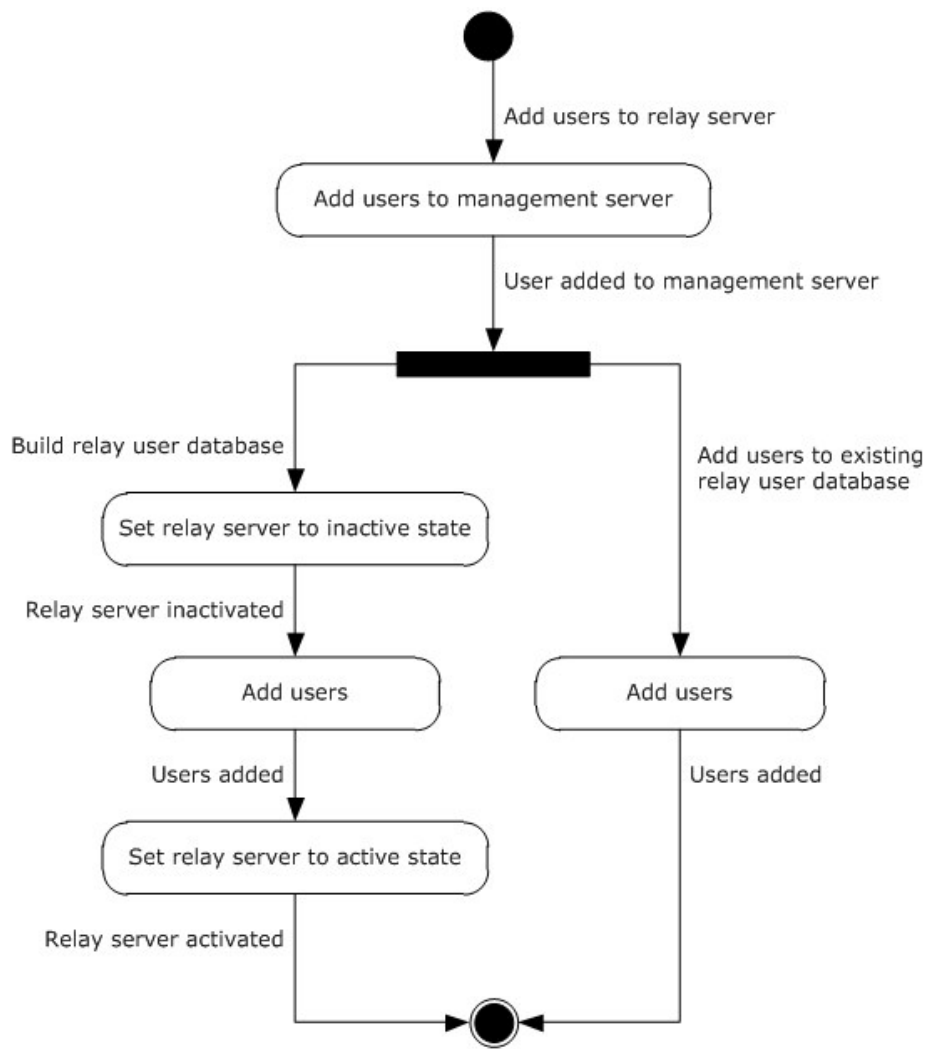 Add users to relay server
Add users to management server
User added to management server
Build relay user database
Add users to existing
relay user database
Set relay server to inactive state
Relay server inactivated
Add users
Add users
Users added
Users added
Set relay server to active state
Relay server activated